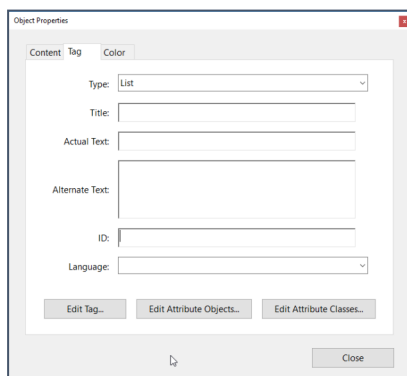 Object Properties
x
Content Tag Color
Type: List
Title:
Actual Text:
Alternate Text:
ID:
Language:
Edit Tag... Edit Attribute Objects... Edit Attribute Classes...
Close